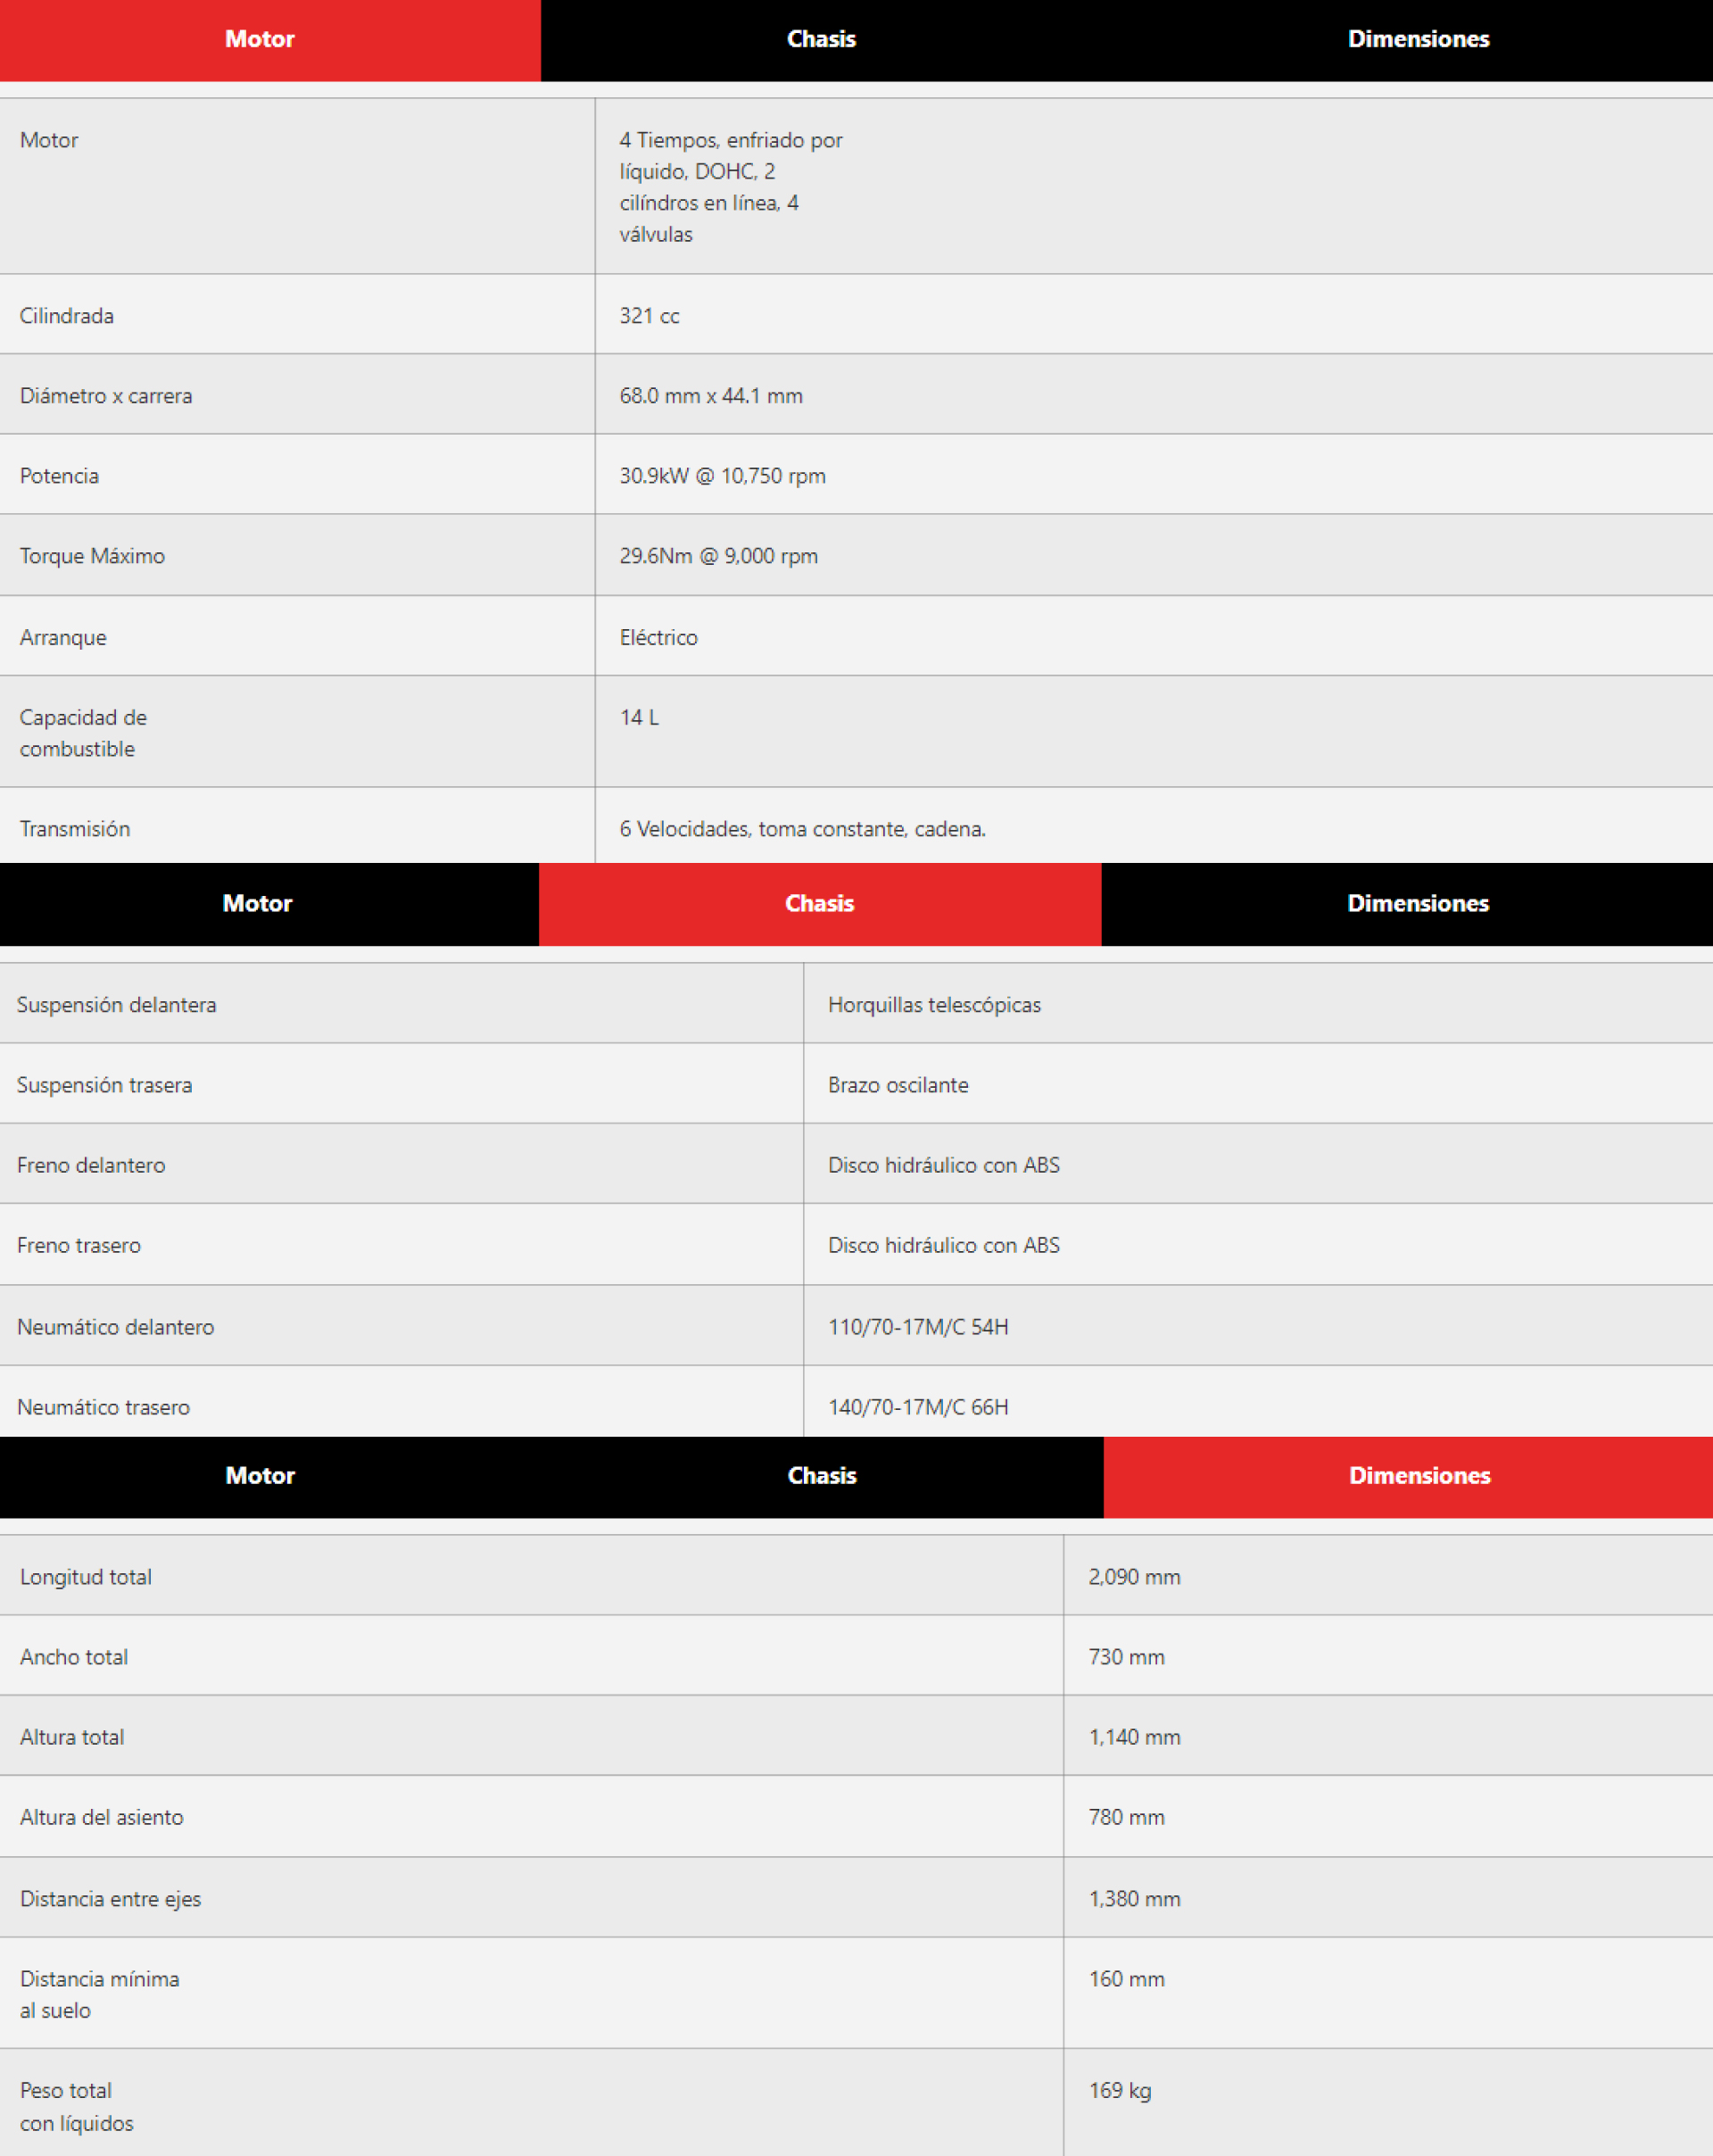 Motor Chasis Dimensiones
Motor 4 Tiempos, enfriado por
líquido, DOHC, 2
cilíndros en línea, 4
válvulas
Cilindrada 321 cc
Diámetro x carrera 68.0 mm x 44.1 mm
Potencia 30.9kW @ 10,750 rpm
Torque Máximo 29.6Nm @ 9,000 rpm
Arranque Eléctrico
Capacidad de 14 L
combustible
Transmisión 6 Velocidades, toma constante, cadena.
Motor Chasis Dimensiones
Suspensión delantera Horquillas telescópicas
Suspensión trasera Brazo oscilante
Freno delantero Disco hidráulico con ABS
Freno trasero Disco hidráulico con ABS
Neumático delantero 110/70-17M/C 54H
Neumático trasero 140/70-17M/C 66H
Motor Chasis Dimensiones
Longitud total 2,090 mm
Ancho total 730 mm
Altura total 1,140 mm
Altura del asiento 780 mm
Distancia entre ejes 1,380 mm
Distancia mínima 160 mm
al suelo
Peso total 169 kg
con líquidos